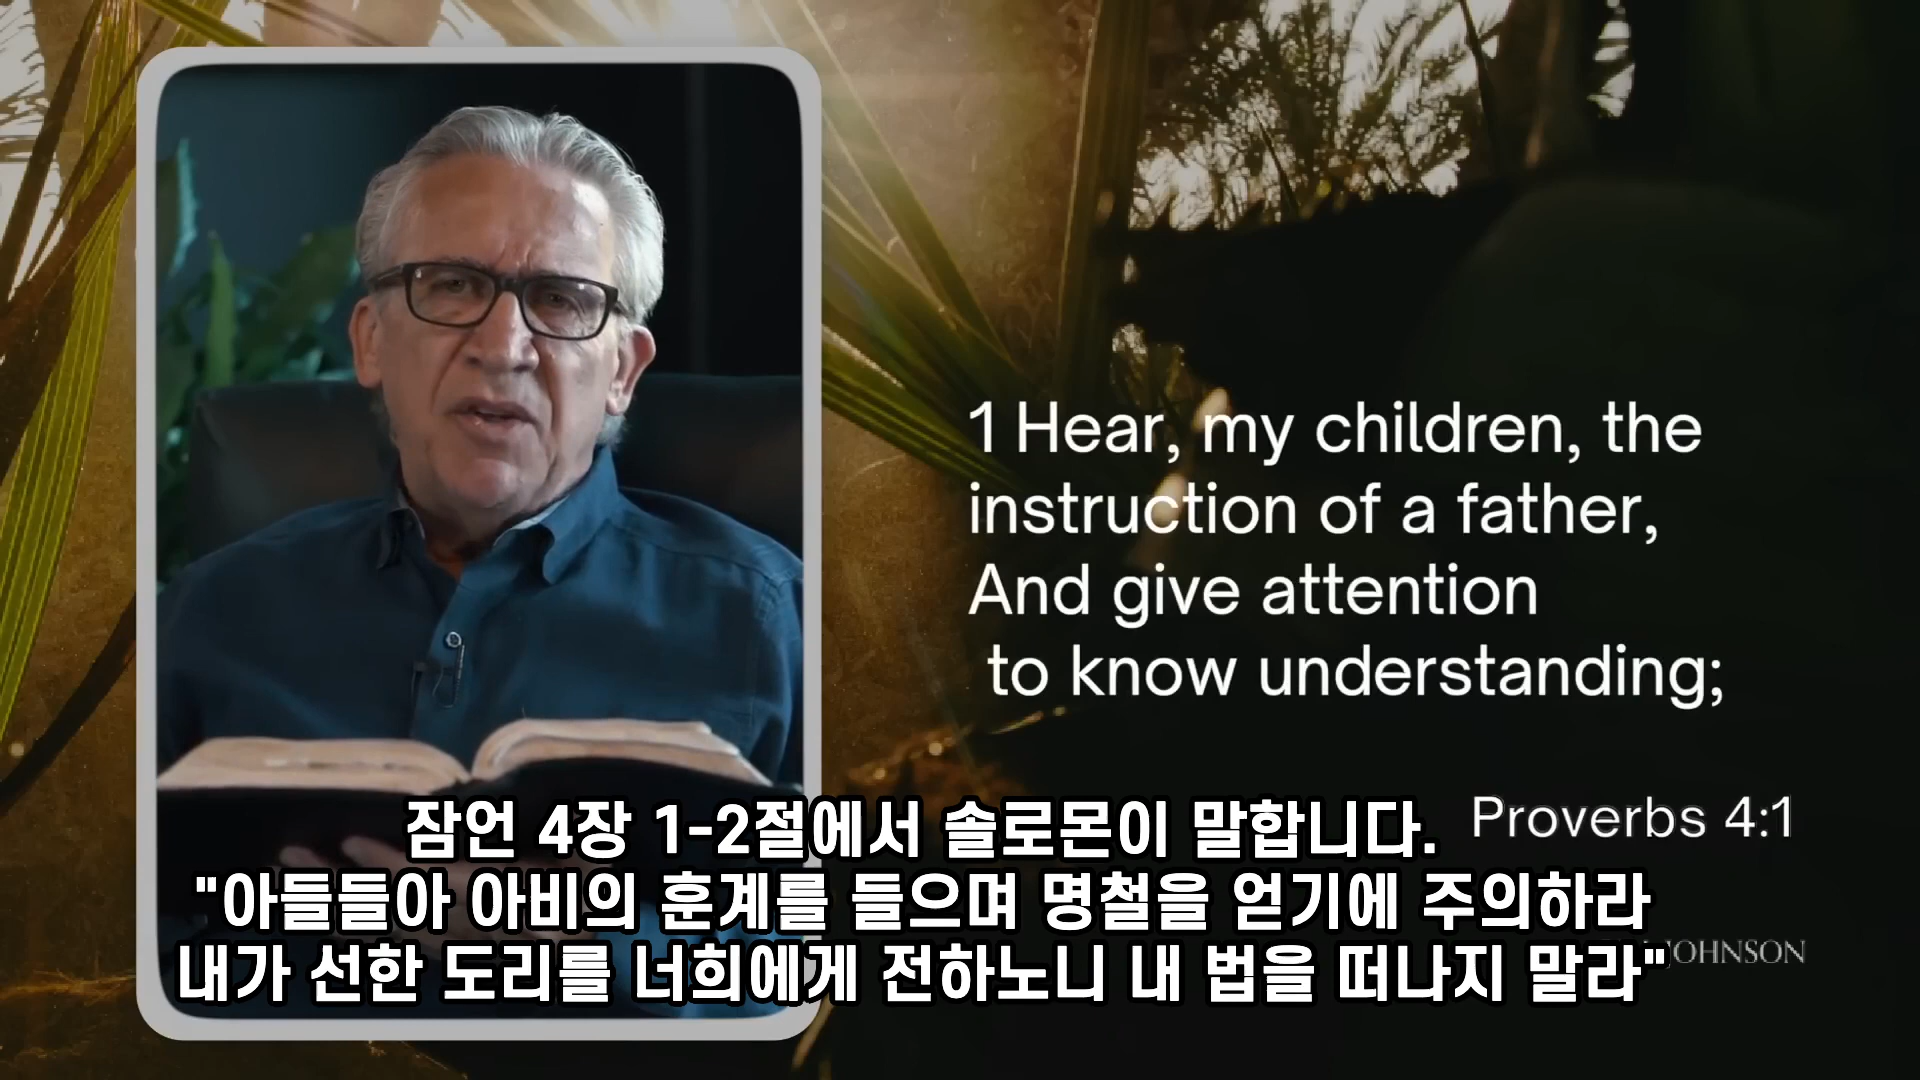 1 Hear, my children, the
instruction of a father,
And give attention
to know understanding;
Proverbs 4:1
잠언 4장 1-2절에서 솔로몬이 말합니다.
"아들들아 아비의 훈계를 들으며 명철을 얻기에 주의하라
내가 선한 도리를 너희에게 전하노니 내 법을 떠나지 말라"
JOHNSON